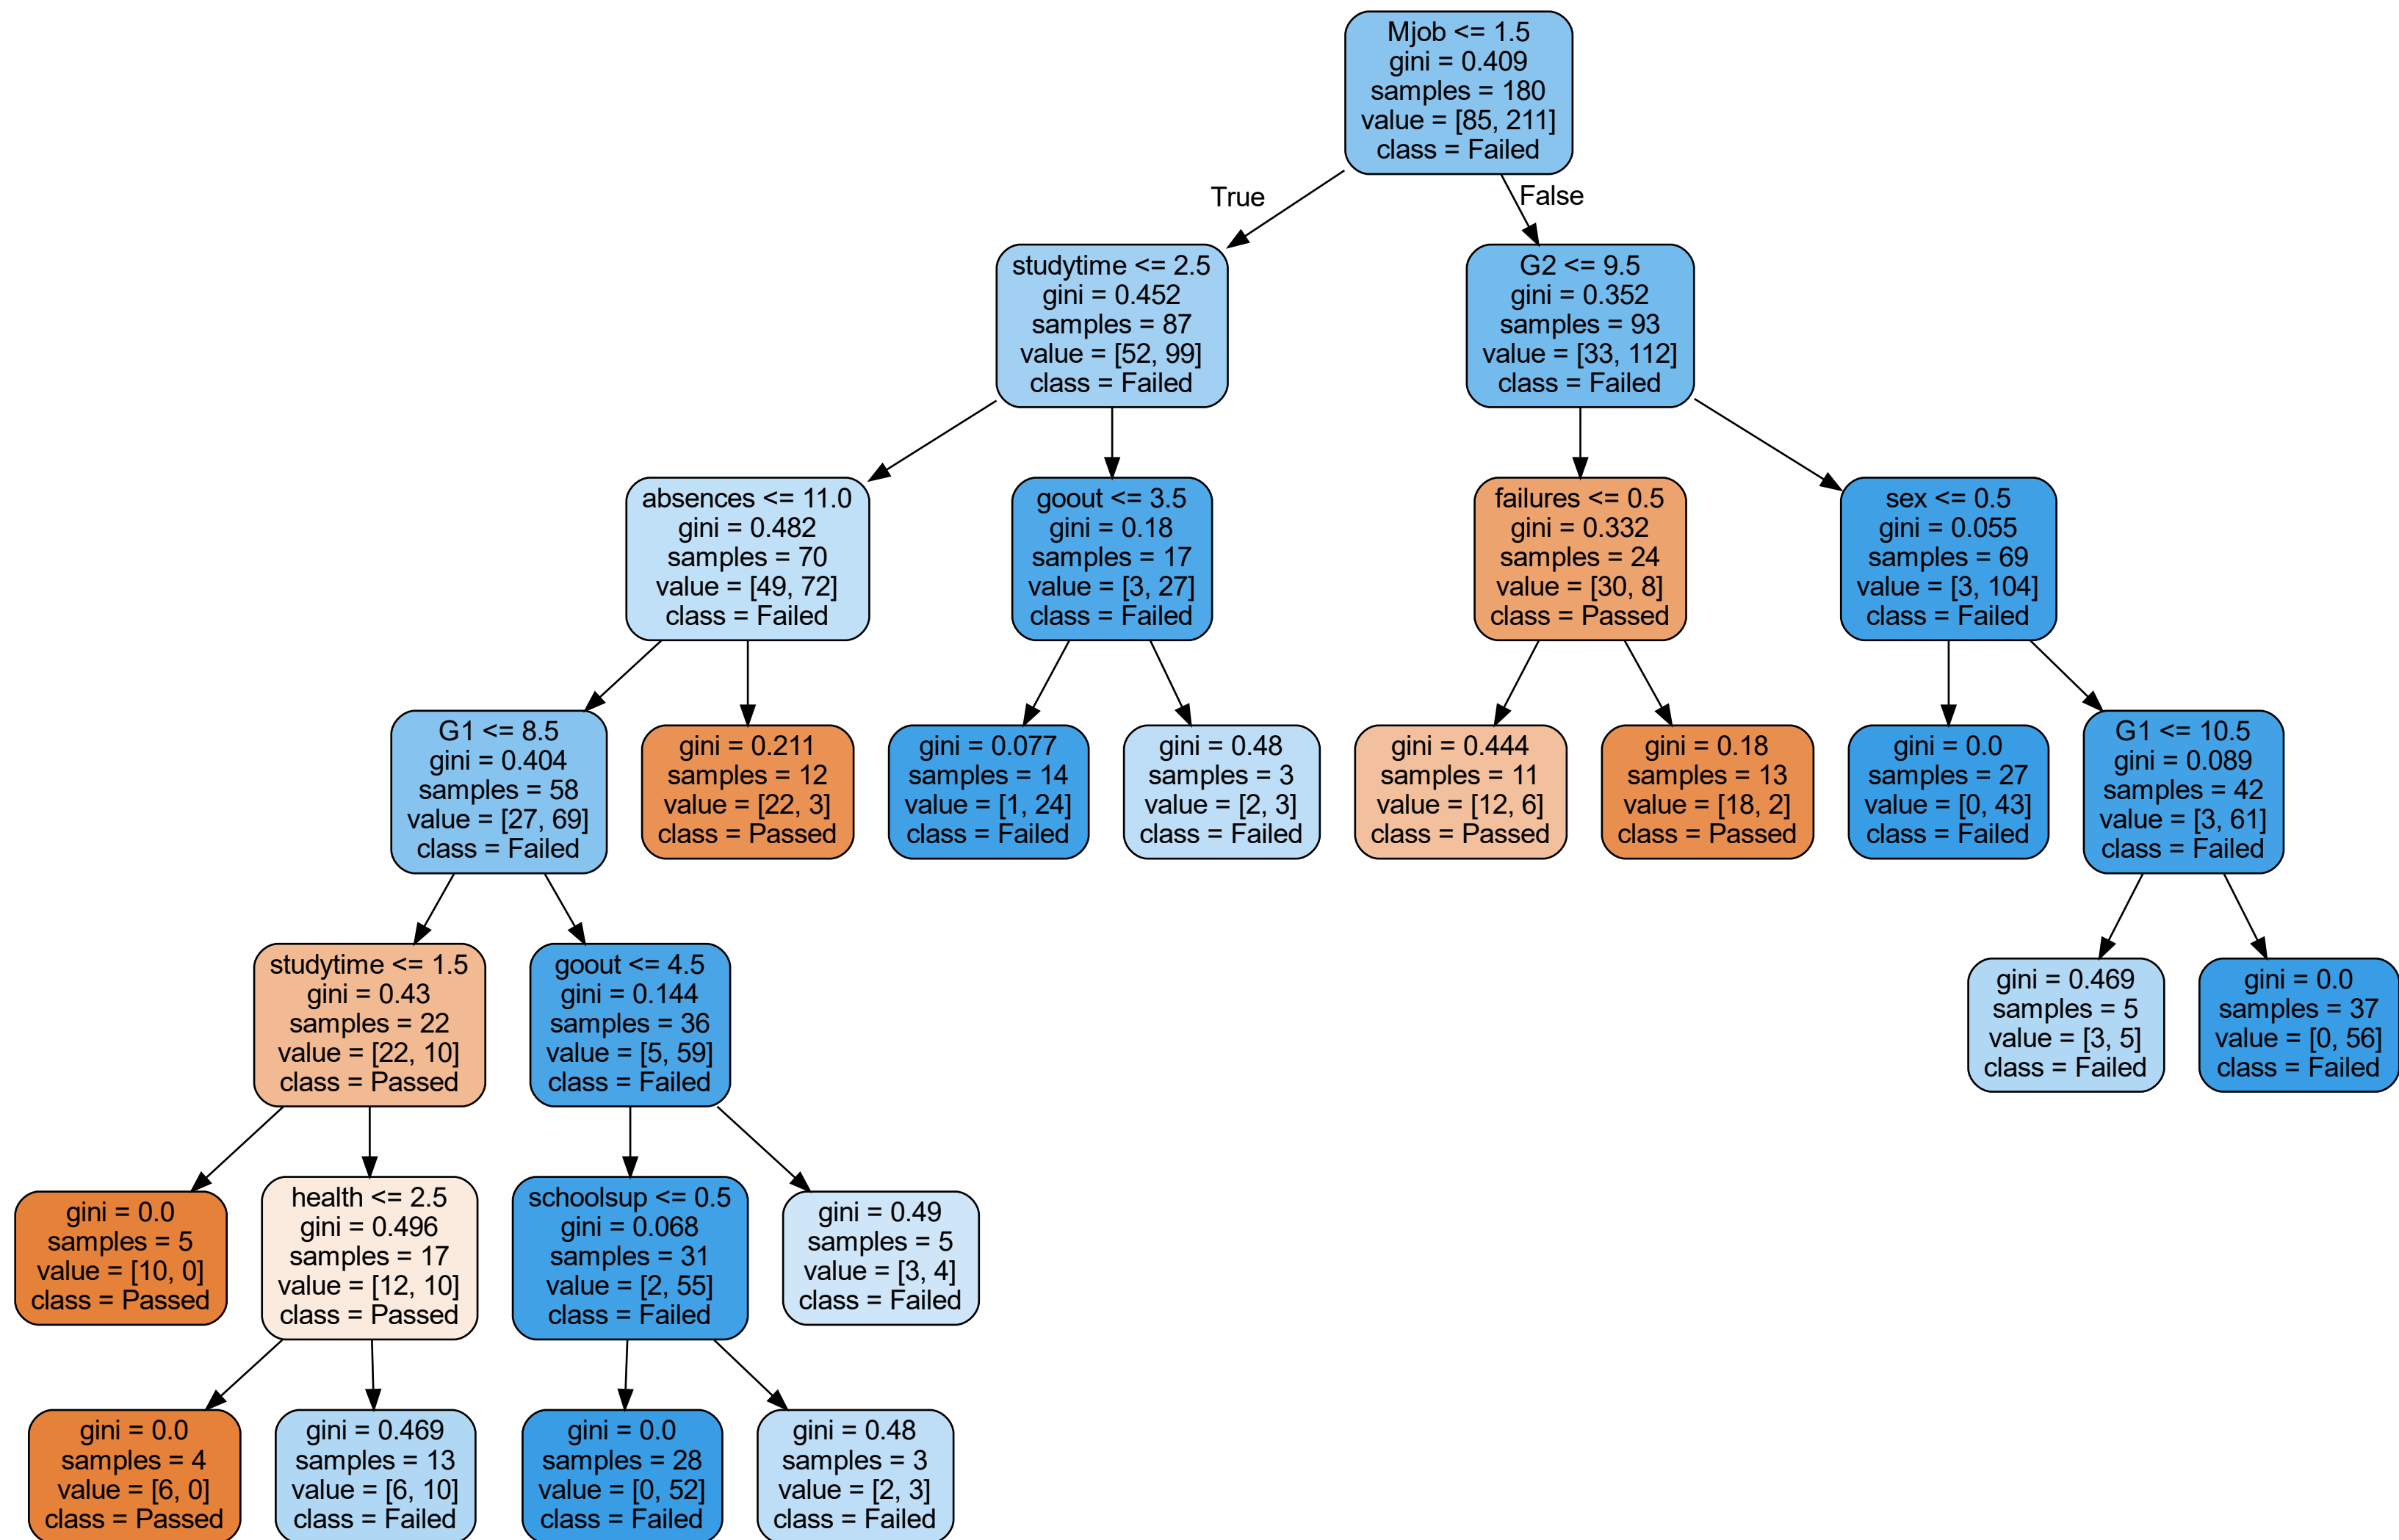 Mjob <= 1.5
gini = 0.409
samples = 180
value = [85, 211]
class = Failed
True
False
studytime <= 2.5
gini = 0.452
samples = 87
value = [52, 99]
class = Failed
G2 <= 9.5
gini = 0.352
samples = 93
value = [33, 112]
class = Failed
absences <= 11.0
gini = 0.482
samples = 70
value = [49, 72]
class = Failed
goout <= 3.5
gini = 0.18
samples = 17
value = [3, 27]
class = Failed
failures <= 0.5
gini = 0.332
samples = 24
value = [30, 8]
class = Passed
sex <= 0.5
gini = 0.055
samples = 69
value = [3, 104]
class = Failed
G1 <= 8.5
gini = 0.404
samples = 58
value = [27, 69]
class = Failed
gini = 0.211
samples = 12
value = [22, 3]
class = Passed
gini = 0.077
samples = 14
value = [1, 24]
class = Failed
gini = 0.48
samples = 3
value = [2, 3]
class = Failed
gini = 0.444
samples = 11
value = [12, 6]
class = Passed
gini = 0.18
samples = 13
value = [18, 2]
class = Passed
gini = 0.0
samples = 27
value = [0, 43]
class = Failed
G1 <= 10.5
gini = 0.089
samples = 42
value = [3, 61]
class = Failed
studytime <= 1.5
gini = 0.43
samples = 22
value = [22, 10]
class = Passed
goout <= 4.5
gini = 0.144
samples = 36
value = [5, 59]
class = Failed
gini = 0.469
samples = 5
value = [3, 5]
class = Failed
gini = 0.0
samples = 37
value = [0, 56]
class = Failed
gini = 0.0
samples = 5
value = [10, 0]
class = Passed
health <= 2.5
gini = 0.496
samples = 17
value = [12, 10]
class = Passed
schoolsup <= 0.5
gini = 0.068
samples = 31
value = [2, 55]
class = Failed
gini = 0.49
samples = 5
value = [3, 4]
class = Failed
gini = 0.0
samples = 4
value = [6, 0]
class = Passed
gini = 0.469
samples = 13
value = [6, 10]
class = Failed
gini = 0.0
samples = 28
value = [0, 52]
class = Failed
gini = 0.48
samples = 3
value = [2, 3]
class = Failed